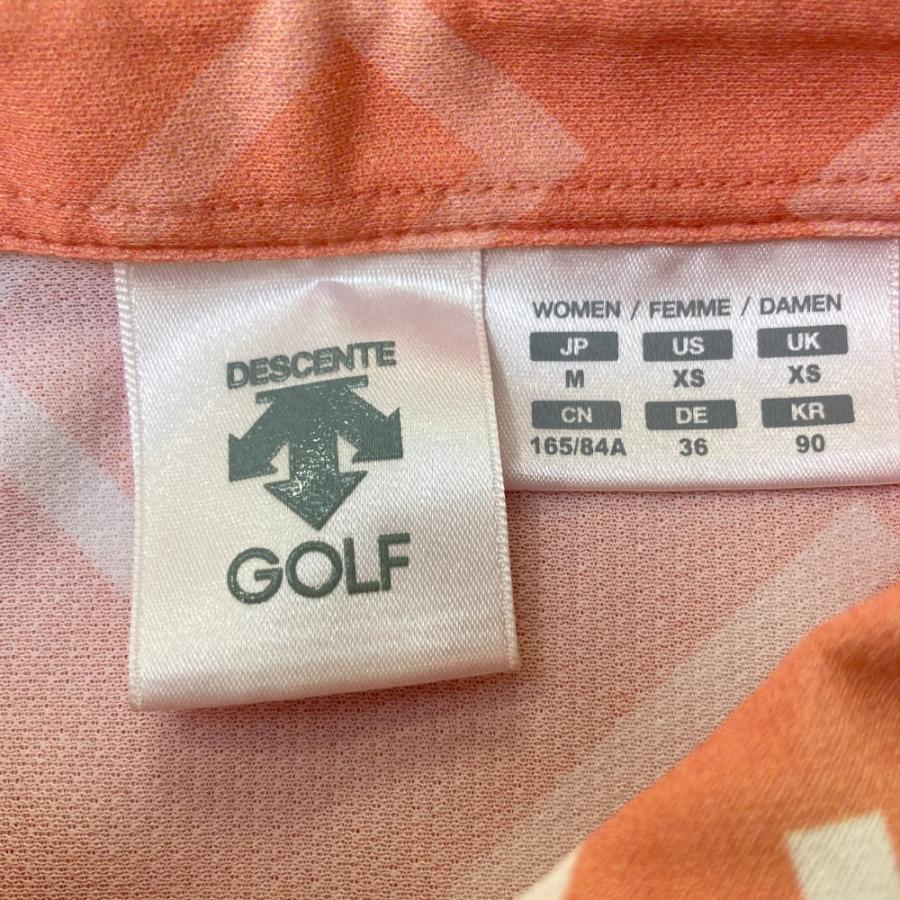 DESCENTE
GOLF
WOMEN / FEMME / DAMEN
JP US UK
M XS XS
CN DE KR
165/84A 36 90